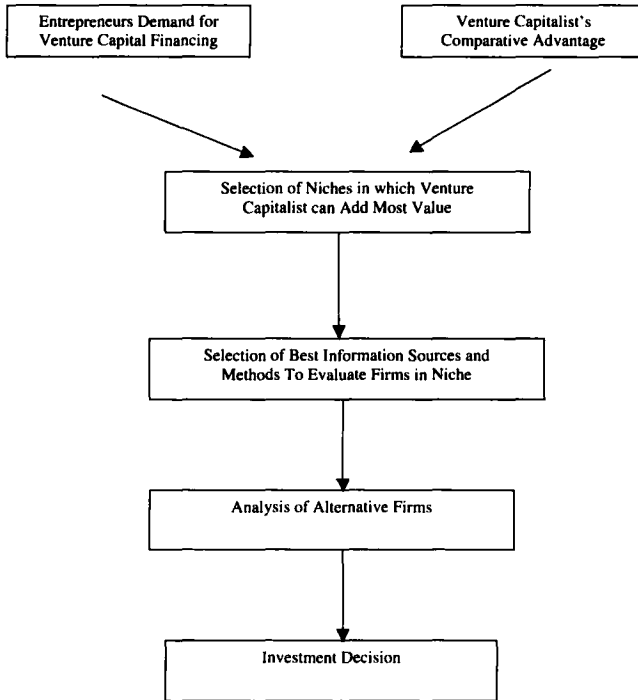 Entrepreneurs Demand for
Venture Capital Financing
Venture Capitalist's
Comparative Advantage
Selection of Niches in which Venture
Capitalist can Add Most Value
Selection of Best Information Sources and
Methods To Evaluate Firms in Niche
Analysis of Alternative Firms
Investment Decision